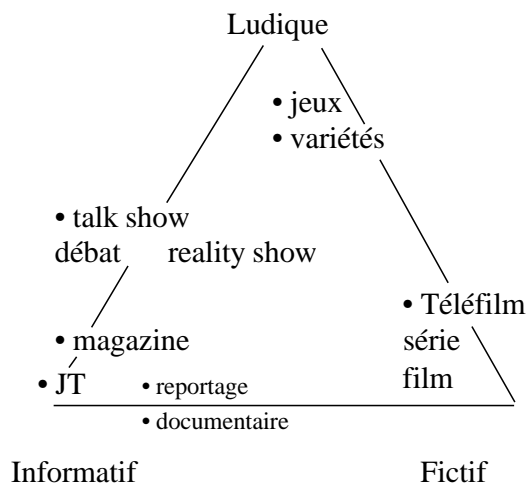 Ludique
• jeux
• variétés
• talk show
débat reality show
• Téléfilm
• magazine
série
• JT
• reportage
film
• documentaire
Informatif
Fictif